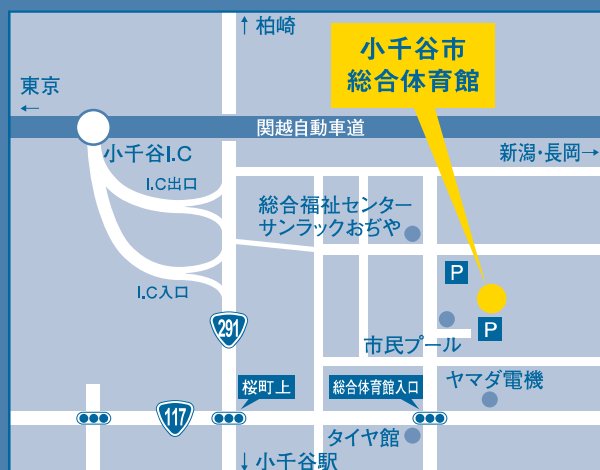 ↑柏崎
小千谷市
総合体育館
東京
←
関越自動車道
小千谷I.C
新潟・長岡→
I.C出口
総合福祉センター
サンラックおぢや
P
I.C入口
291
P
市民プール
桜町上
総合体育館入口
ヤマダ電機
117
タイヤ館
↓小千谷駅